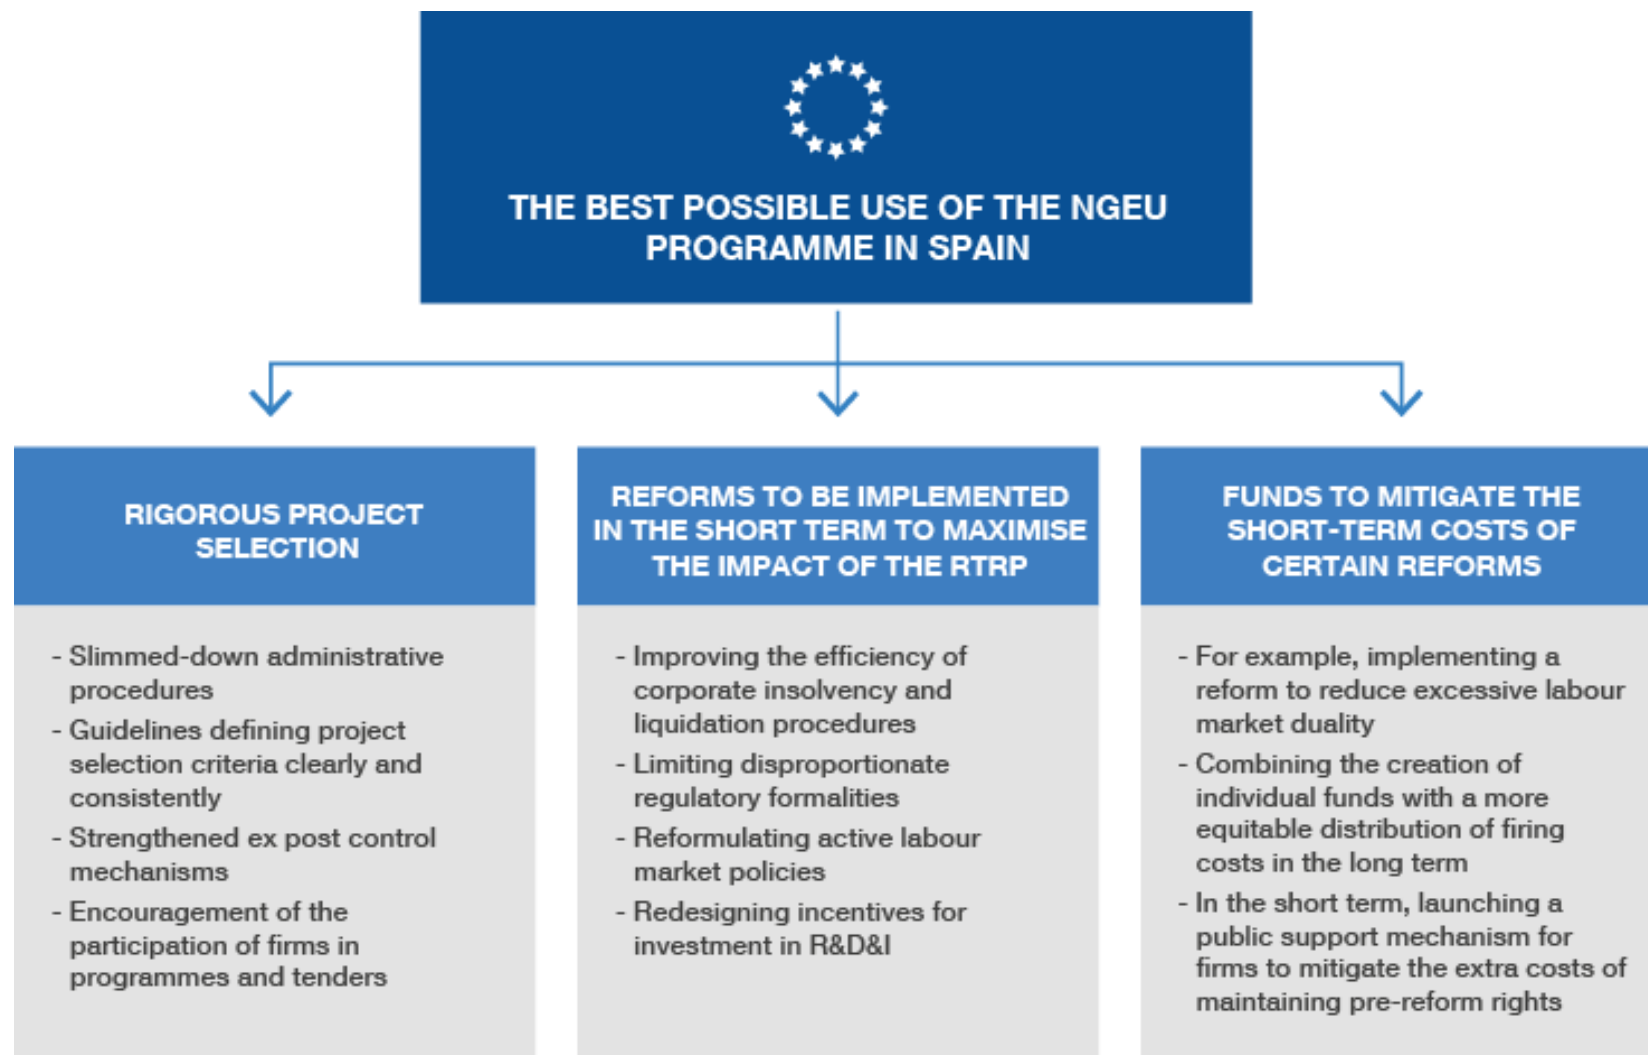 THE BEST POSSIBLE USE OF THE NGEU
PROGRAMME IN SPAIN
RIGOROUS PROJECT
SELECTION
- Slimmed-down administrative
procedures
- Guidelines defining project
selection criteria clearly and
consistently
- Strengthened ex post control
mechanisms
- Encouragement of the
participation of firms in
programmes and tenders
REFORMS TO BE IMPLEMENTED
IN THE SHORT TERM TO MAXIMISE
THE IMPACT OF THE RTRP
- Improving the efficiency of
corporate insolvency and
liquidation procedures
- Limiting disproportionate
regulatory formalities
- Reformulating active labour
market policies
- Redesigning incentives for
investment in R&D&I
FUNDS TO MITIGATE THE
SHORT-TERM COSTS OF
CERTAIN REFORMS
- For example, implementing a
reform to reduce excessive labour
market duality
- Combining the creation of
individual funds with a more
equitable distribution of firing
costs in the long term
- In the short term, launching a
public support mechanism for
firms to mitigate the extra costs of
maintaining pre-reform rights